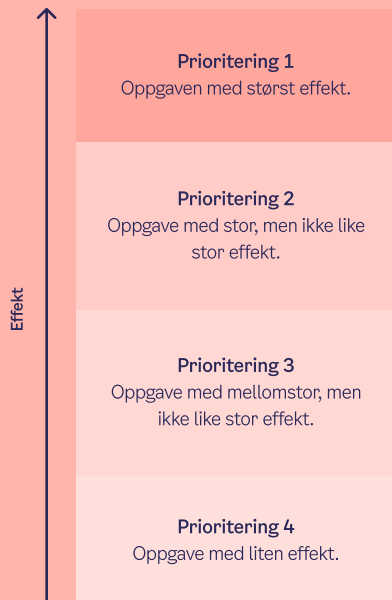 Prioritering 1
Oppgaven med størst effekt.
Prioritering 2
Oppgave med stor, men ikke like
stor effekt.
Effekt
Prioritering 3
Oppgave med mellomstor, men
ikke like stor effekt.
Prioritering 4
Oppgave med liten effekt.